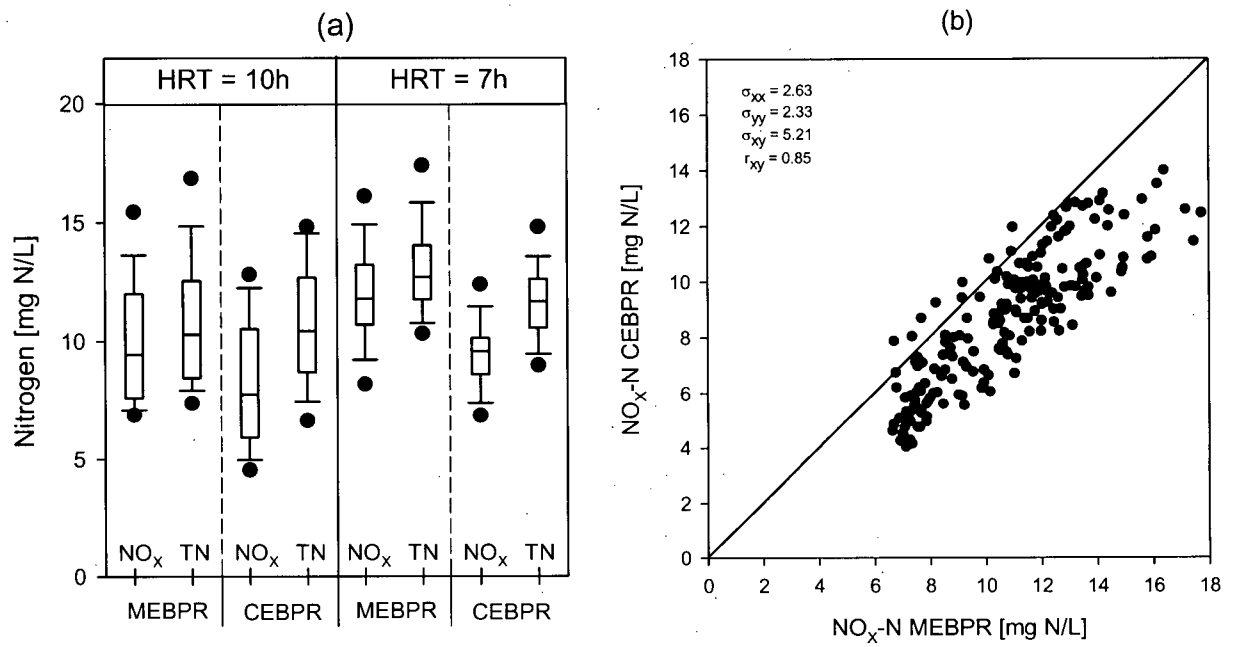 (a)
HRT = 10h HRT = 7h
Nitrogen [mg N/L]
20
15
10
5
0
NOx TN NOx TN NOx TN NOx TN
MEBPR CEBPR MEBPR CEBPR
(b)
NOx-N CEBPR [mg N/L]
18
16
14
12
10
8
6
4
2
0
σxx = 2.63
σyy = 2.33
σxy = 5.21
rxy = 0.85
0 2 4 6 8 10 12 14 16 18
NOx-N MEBPR [mg N/L]